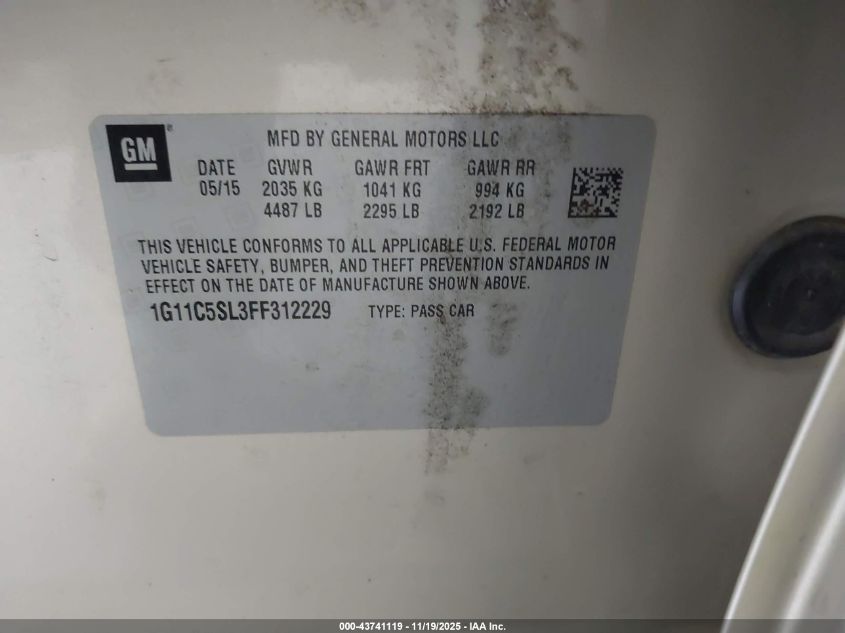 GM®
MFD BY GENERAL MOTORS LLC
DATE GVWR GAWR FRT GAWR RR
05/15 2035 KG 1041 KG 994 KG
4487 LB 2295 LB 2192 LB
THIS VEHICLE CONFORMS TO ALL APPLICABLE U.S. FEDERAL MOTOR
VEHICLE SAFETY, BUMPER, AND THEFT PREVENTION STANDARDS IN
EFFECT ON THE DATE OF MANUFACTURE SHOWN ABOVE.
1G11C5SL3FF312229 TYPE: PASS CAR
000-43741119 - 11/19/2025 - IAA Inc.